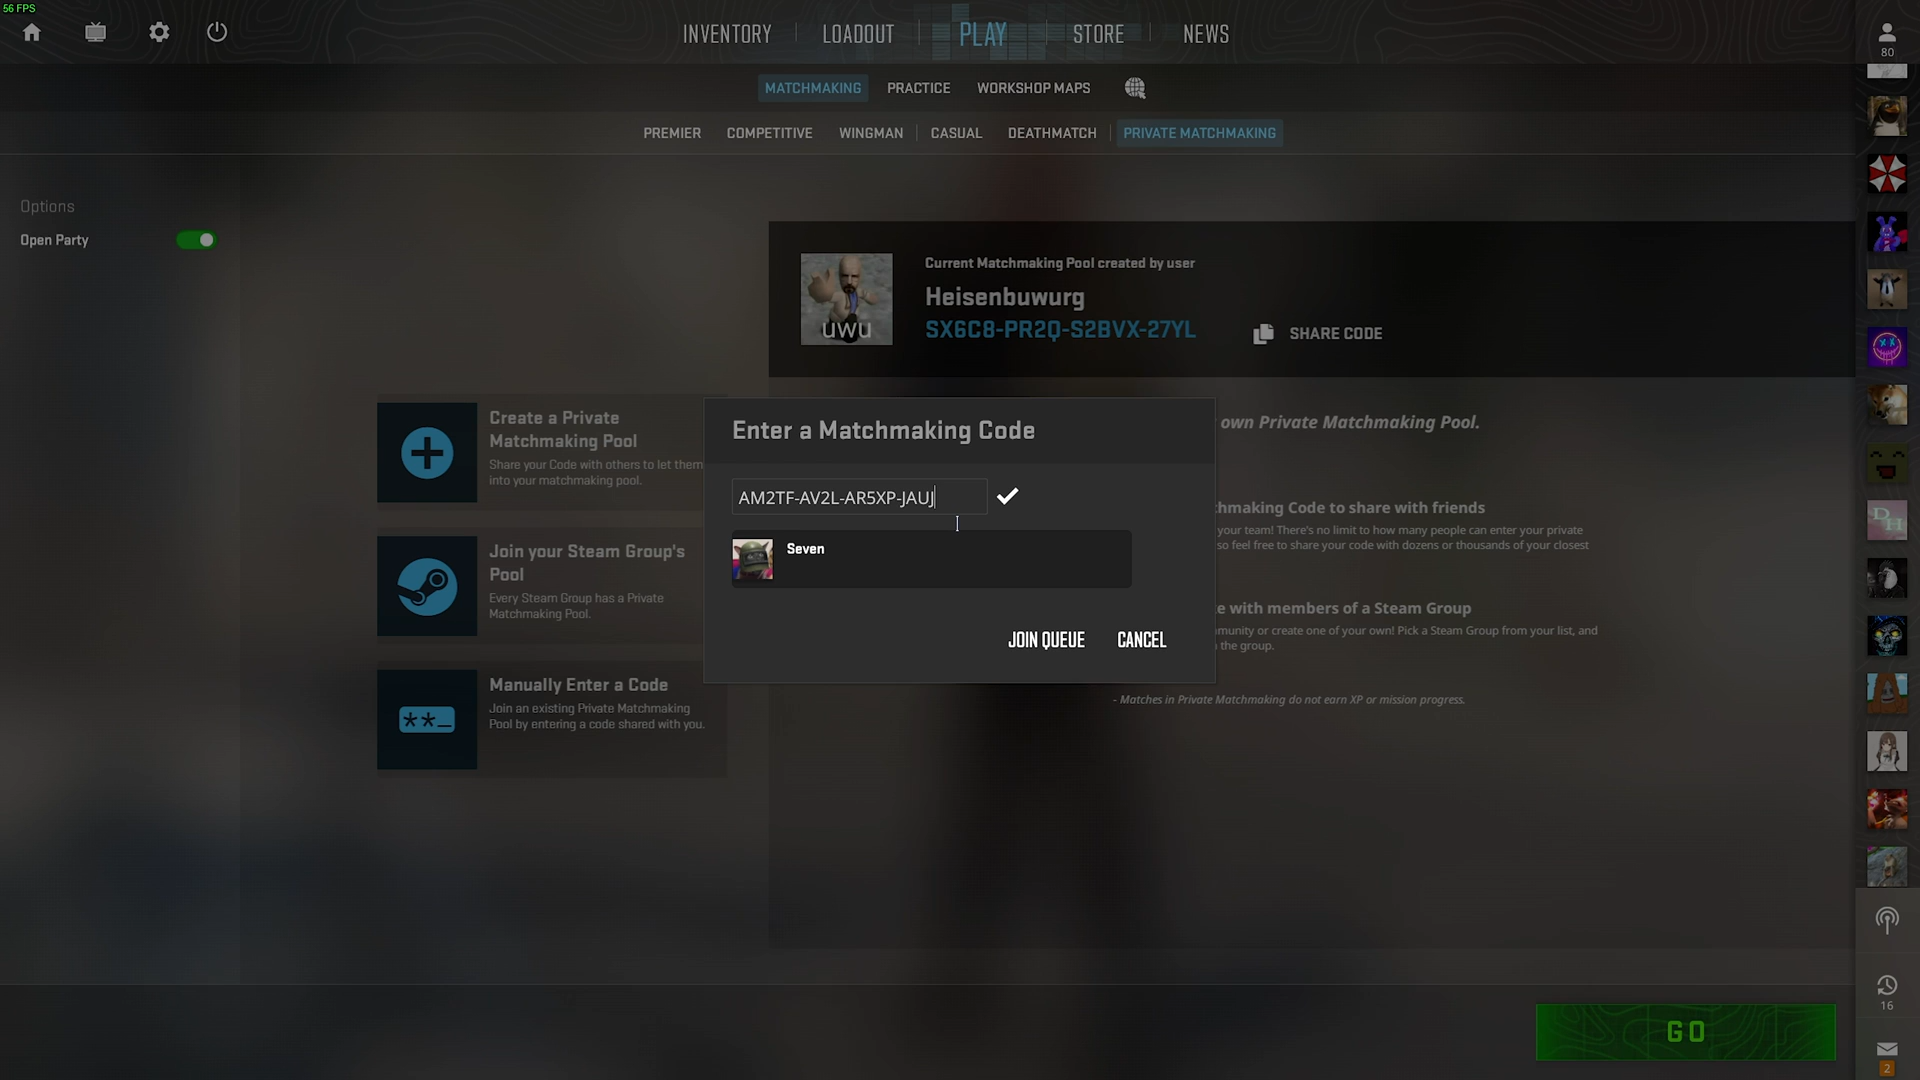 56 FPS
INVENTORY
LOADOUT
PLAY
STORE
NEWS
80
MATCHMAKING
PRACTICE
WORKSHOP MAPS
PREMIER
COMPETITIVE
WINGMAN
CASUAL
DEATHMATCH
PRIVATE MATCHMAKING
Options
Open Party
Current Matchmaking Pool created by user
Heisenbuwurg
SX6C8-PR2Q-S2BVX-27YL
SHARE CODE
uwu
Create a Private
Matchmaking Pool
Share your Code with others to let them
into your matchmaking pool.
Join your Steam Group's
Pool
Every Steam Group has a Private
Matchmaking Pool.
Manually Enter a Code
Join an existing Private Matchmaking
Pool by entering a code shared with you.
**_
Enter a Matchmaking Code
AM2TF-AV2L-AR5XP-JAUJ
Seven
JOIN QUEUE
CANCEL
own Private Matchmaking Pool.
hmaking Code to share with friends
your team! There's no limit to how many people can enter your private
so feel free to share your code with dozens or thousands of your closest
e with members of a Steam Group
munity or create one of your own! Pick a Steam Group from your list, and
the group.
- Matches in Private Matchmaking do not earn XP or mission progress.
DH
16
GO
2